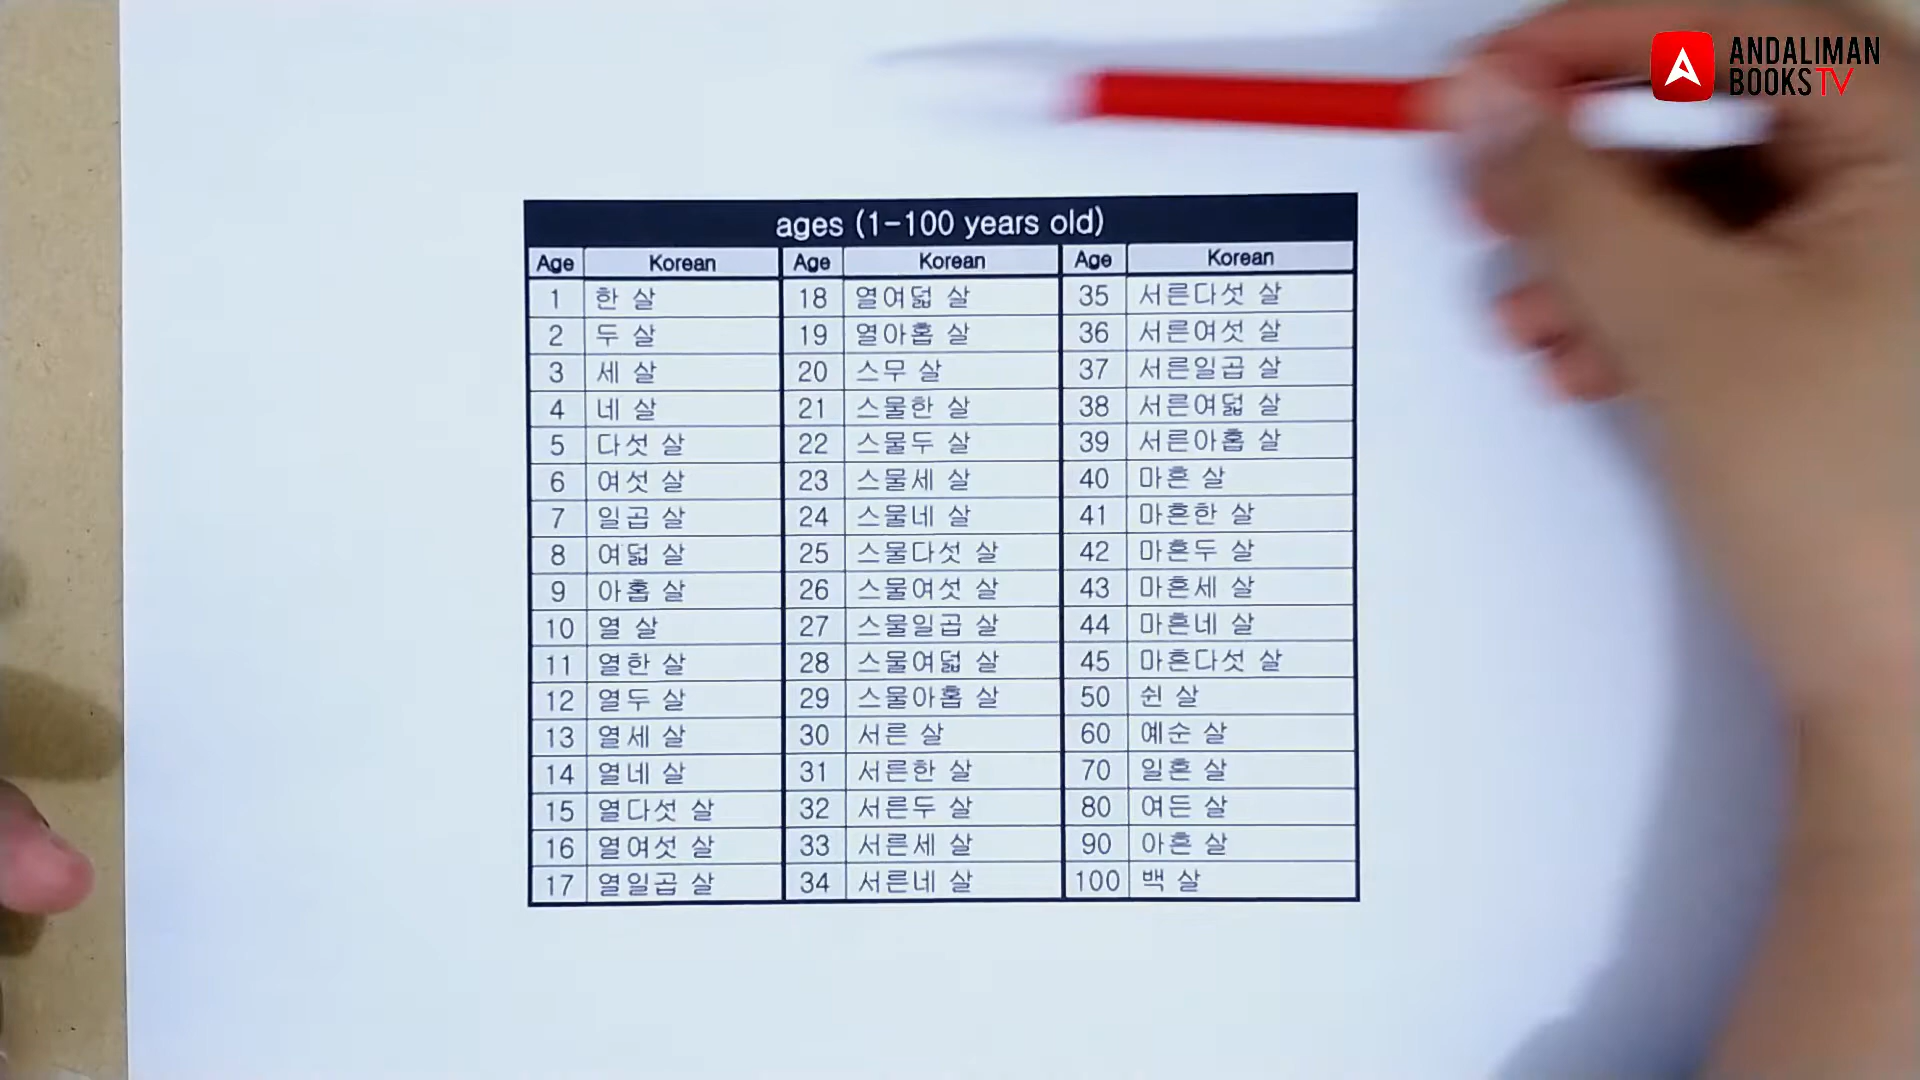 ANDALIMAN
BOOKSTV
ages (1-100 years old)
Age Korean Age Korean Age Korean
1 한 살 18 열여덟 살 35 서른다섯 살
2 두 살 19 열아홉 살 36 서른여섯 살
3 세 살 20 스무 살 37 서른일곱 살
4 네 살 21 스물한 살 38 서른여덟 살
5 다섯 살 22 스물두 살 39 서른아홉 살
6 여섯 살 23 스물세 살 40 마흔 살
7 일곱 살 24 스물네 살 41 마흔한 살
8 여덟 살 25 스물다섯 살 42 마흔두 살
9 아홉 살 26 스물여섯 살 43 마흔세 살
10 열 살 27 스물일곱 살 44 마흔네 살
11 열한 살 28 스물여덟 살 45 마흔다섯 살
12 열두 살 29 스물아홉 살 50 쉰 살
13 열세 살 30 서른 살 60 예순 살
14 열네 살 31 서른한 살 70 일흔 살
15 열다섯 살 32 서른두 살 80 여든 살
16 열여섯 살 33 서른세 살 90 아흔 살
17 열일곱 살 34 서른네 살 100 백 살